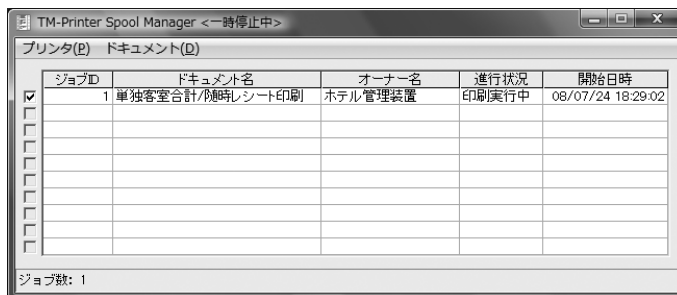 TM-Printer Spool Manager <一時停止中>
プリンタ(P) ドキュメント(D)
ジョブID ドキュメント名 オーナー名 進行状況 開始日時
1 単独客室合計/随時レシート印刷 ホテル管理装置 印刷実行中 08/07/24 18:29:02
ジョブ数: 1